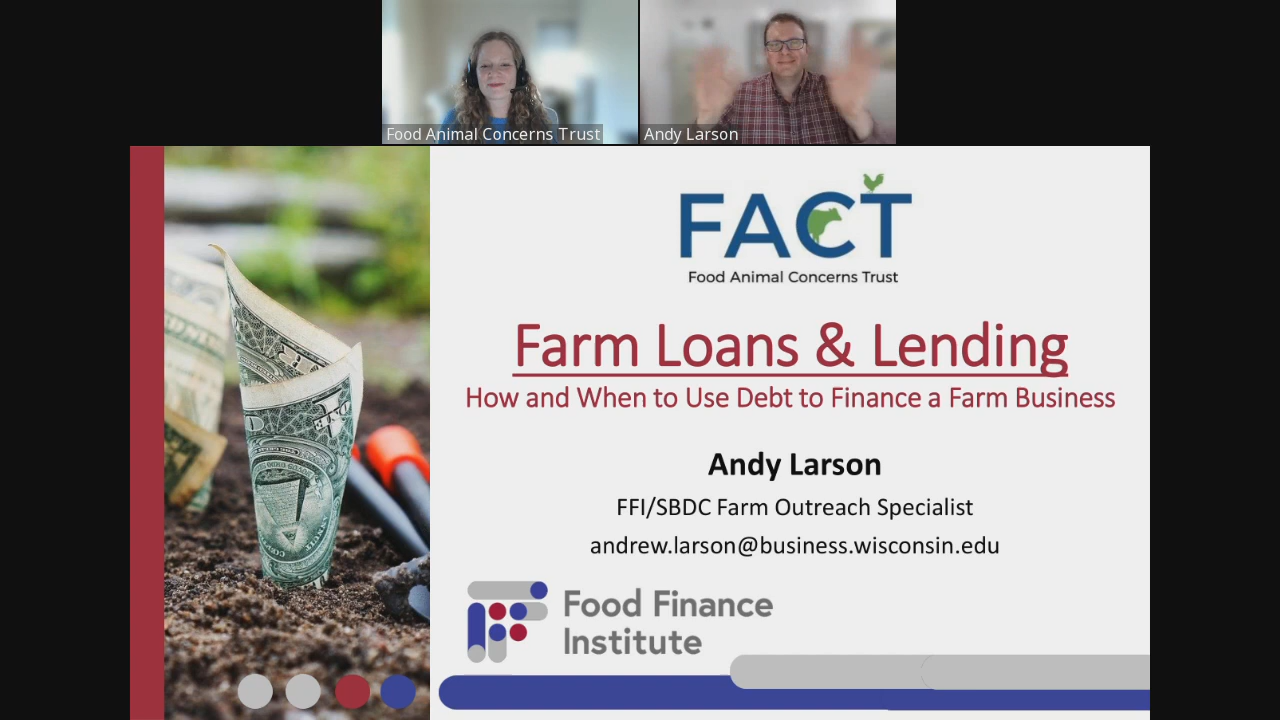 Food Animal Concerns Trust
Andy Larson
FACT
Food Animal Concerns Trust
Farm Loans & Lending
How and When to Use Debt to Finance a Farm Business
Andy Larson
FFI/SBDC Farm Outreach Specialist
andrew.larson@business.wisconsin.edu
Food Finance
Institute